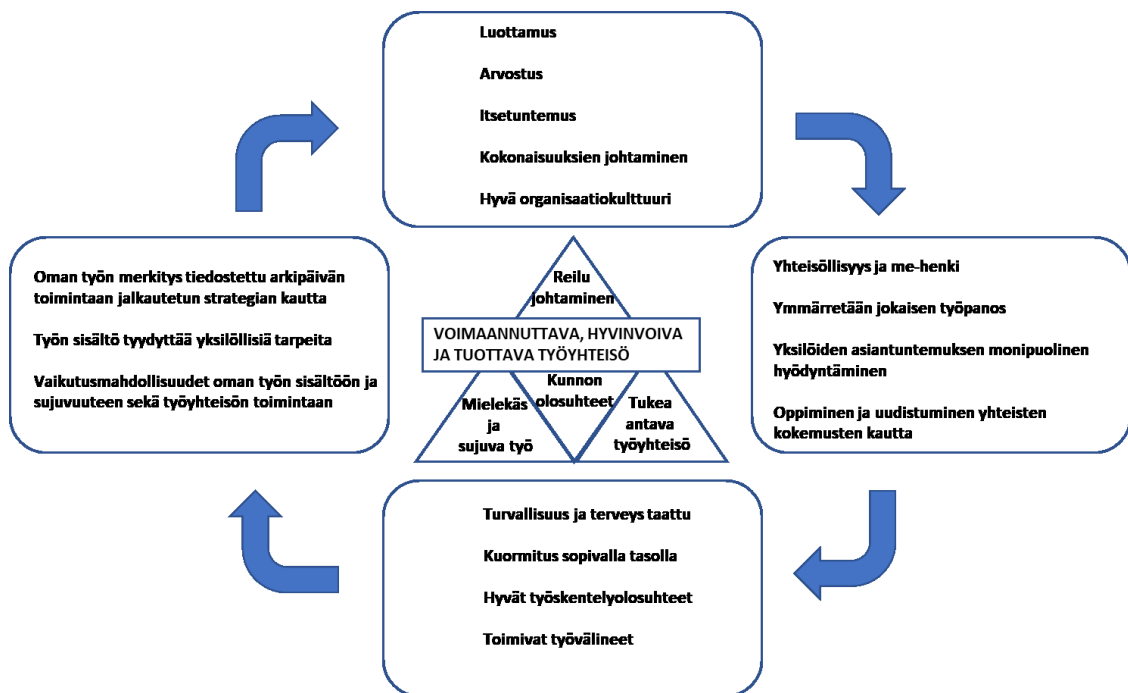 Luottamus
Arvostus
Itsetuntemus
Kokonaisuuksien johtaminen
Hyvä organisaatiokulttuuri
Oman työn merkitys tiedostettu arkipäivän
toimintaan jalkautetun strategian kautta
Työn sisältö tyydyttää yksilöllisiä tarpeita
Vaikutusmahdollisuudet oman työn sisältöön ja
sujuvuuteen sekä työyhteisön toimintaan
Reilu
johtaminen
VOIMAANNUTTAVA, HYVINVOIVA
JA TUOTTAVA TYÖYHTEISÖ
Mielekäs
ja
sujuva työ
Kunnon
olosuhteet
Tukea
antava
työyhteisö
Yhteisöllisyys ja me-henki
Ymmärretään jokaisen työpanos
Yksilöiden asiantuntemuksen monipuolinen
hyödyntäminen
Oppiminen ja uudistuminen yhteisten
kokemusten kautta
Turvallisuus ja terveys taattu
Kuormitus sopivalla tasolla
Hyvät työskentelyolosuhteet
Toimivat työvälineet